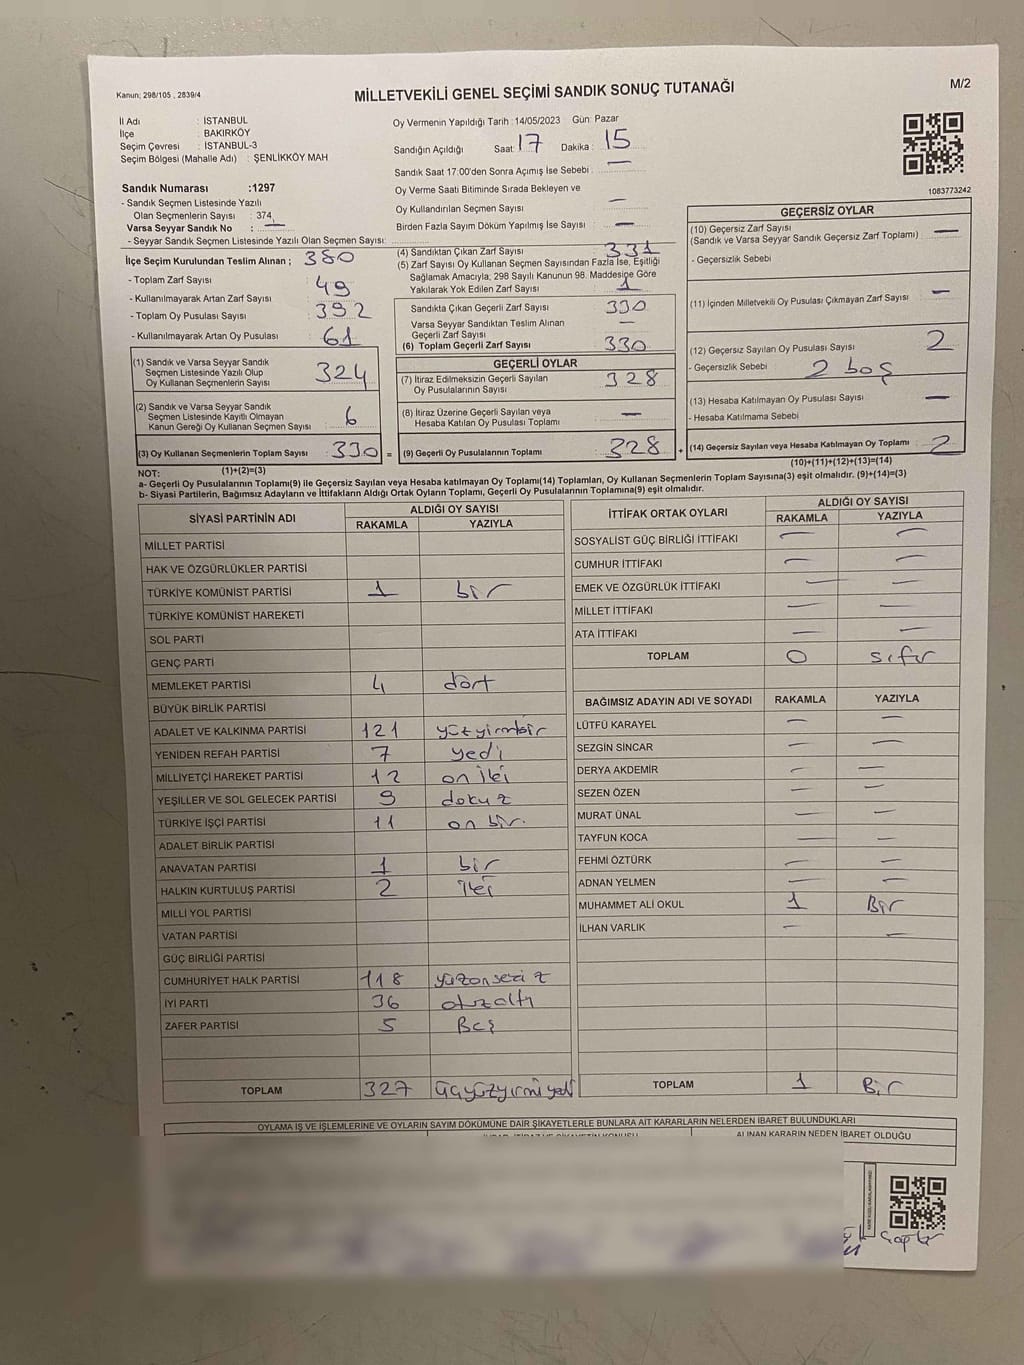 Kanun; 298/105 , 2839/4
MİLLETVEKİLİ GENEL SEÇİMİ SANDIK SONUÇ TUTANAĞI
M/2
İl Adı : İSTANBUL
İlçe : BAKIRKÖY
Seçim Çevresi : İSTANBUL-3
Seçim Bölgesi (Mahalle Adı) : ŞENLİKKÖY MAH
Sandık Numarası :1297
- Sandık Seçmen Listesinde Yazılı
Olan Seçmenlerin Sayısı : 374
Varsa Seyyar Sandık No : —
- Seyyar Sandık Seçmen Listesinde Yazılı Olan Seçmen Sayısı:
Oy Vermenin Yapıldığı Tarih :14/05/2023 Gün: Pazar
Sandığın Açıldığı Saat: 17 Dakika : 15
Sandık Saat 17:00'den Sonra Açımış İse Sebebi : —
Oy Verme Saati Bitiminde Sırada Bekleyen ve
Oy Kullandırılan Seçmen Sayısı —
Birden Fazla Sayım Döküm Yapılmış İse Sayısı : —
1083773242
İlçe Seçim Kurulundan Teslim Alınan ;
- Toplam Zarf Sayısı : 380
- Kullanılmayarak Artan Zarf Sayısı : 49
- Toplam Oy Pusulası Sayısı : 392
- Kullanılmayarak Artan Oy Pusulası : 61
(1) Sandık ve Varsa Seyyar Sandık
Seçmen Listesinde Yazılı Olup
Oy Kullanan Seçmenlerin Sayısı : 324
(2) Sandık ve Varsa Seyyar Sandık
Seçmen Listesinde Kayıtlı Olmayan
Kanun Gereği Oy Kullanan Seçmen Sayısı : 6
(3) Oy Kullanan Seçmenlerin Toplam Sayısı : 330 =
(4) Sandıktan Çıkan Zarf Sayısı : 331
(5) Zarf Sayısı Oy Kullanan Seçmen Sayısından Fazla İse, Eşitliği
Sağlamak Amacıyla; 298 Sayılı Kanunun 98. Maddesine Göre
Yakılarak Yok Edilen Zarf Sayısı : 1
Sandıkta Çıkan Geçerli Zarf Sayısı : 330
Varsa Seyyar Sandıktan Teslim Alınan
Geçerli Zarf Sayısı : —
(6) Toplam Geçerli Zarf Sayısı : 330
GEÇERLİ OYLAR
(7) İtiraz Edilmeksizin Geçerli Sayılan
Oy Pusulalarının Sayısı : 328
(8) İtiraz Üzerine Geçerli Sayılan veya
Hesaba Katılan Oy Pusulası Toplamı : —
(9) Geçerli Oy Pusulalarının Toplamı : 328 +
GEÇERSİZ OYLAR
(10) Geçersiz Zarf Sayısı —
(Sandık ve Varsa Seyyar Sandık Geçersiz Zarf Toplamı)
- Geçersizlik Sebebi
(11) İçinden Milletvekili Oy Pusulası Çıkmayan Zarf Sayısı : —
(12) Geçersiz Sayılan Oy Pusulası Sayısı : 2
- Geçersizlik Sebebi : 2 boş
(13) Hesaba Katılmayan Oy Pusulası Sayısı : —
- Hesaba Katılmama Sebebi
(14) Geçersiz Sayılan veya Hesaba Katılmayan Oy Toplamı 2
NOT: (1)+(2)=(3) (10)+(11)+(12)+(13)=(14)
a- Geçerli Oy Pusulalarının Toplamı(9) ile Geçersiz Sayılan veya Hesaba katılmayan Oy Toplamı(14) Toplamları, Oy Kullanan Seçmenlerin Toplam Sayısına(3) eşit olmalıdır. (9)+(14)=(3)
b- Siyasi Partilerin, Bağımsız Adayların ve İttifakların Aldığı Ortak Oyların Toplamı, Geçerli Oy Pusulalarının Toplamına(9) eşit olmalıdır.
SİYASİ PARTİNİN ADI ALDIĞI OY SAYISI
RAKAMLA YAZIYLA
MİLLET PARTİSİ
HAK VE ÖZGÜRLÜKLER PARTİSİ
TÜRKİYE KOMÜNİST PARTİSİ 1 bir
TÜRKİYE KOMÜNİST HAREKETİ
SOL PARTİ
GENÇ PARTİ
MEMLEKET PARTİSİ 4 dört
BÜYÜK BİRLİK PARTİSİ
ADALET VE KALKINMA PARTİSİ 121 yüzyirmibir
YENİDEN REFAH PARTİSİ 7 yedi
MİLLİYETÇİ HAREKET PARTİSİ 12 on iki
YEŞİLLER VE SOL GELECEK PARTİSİ 9 dokuz
TÜRKİYE İŞÇİ PARTİSİ 11 on bir.
ADALET BİRLİK PARTİSİ
ANAVATAN PARTİSİ 1 bir
HALKIN KURTULUŞ PARTİSİ 2 iki
MİLLİ YOL PARTİSİ
VATAN PARTİSİ
GÜÇ BİRLİĞİ PARTİSİ
CUMHURİYET HALK PARTİSİ 118 yüzonsekiz
İYİ PARTİ 36 otuzaltı
ZAFER PARTİSİ 5 Beş
TOPLAM 327 üçyüzyirmiyedi
İTTİFAK ORTAK OYLARI ALDIĞI OY SAYISI
RAKAMLA YAZIYLA
SOSYALİST GÜÇ BİRLİĞİ İTTİFAKI — —
CUMHUR İTTİFAKI — —
EMEK VE ÖZGÜRLÜK İTTİFAKI — —
MİLLET İTTİFAKI — —
ATA İTTİFAKI — —
TOPLAM 0 sıfır
BAĞIMSIZ ADAYIN ADI VE SOYADI RAKAMLA YAZIYLA
LÜTFÜ KARAYEL — —
SEZGİN SİNCAR — —
DERYA AKDEMİR — —
SEZEN ÖZEN — —
MURAT ÜNAL — —
TAYFUN KOCA — —
FEHMİ ÖZTÜRK — —
ADNAN YELMEN — —
MUHAMMET ALİ OKUL 1 Bir
İLHAN VARLIK — —
TOPLAM 1 Bir
OYLAMA İŞ VE İŞLEMLERİNE VE OYLARIN SAYIM DÖKÜMÜNE DAİR ŞİKAYETLERLE BUNLARA AİT KARARLARIN NELERDEN İBARET BULUNDUKLARI
ALINAN KARARIN NEDEN İBARET OLDUĞU